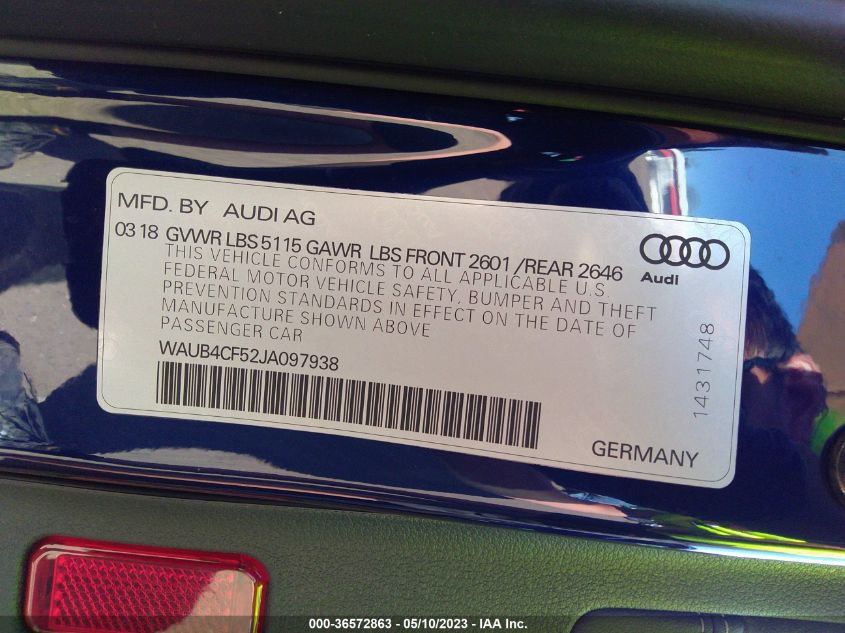 MFD. BY AUDI AG
03 18 GVWR LBS 5115 GAWR LBS FRONT 2601 / REAR 2646
THIS VEHICLE CONFORMS TO ALL APPLICABLE U.S.
FEDERAL MOTOR VEHICLE SAFETY, BUMPER AND THEFT
PREVENTION STANDARDS IN EFFECT ON THE DATE OF
MANUFACTURE SHOWN ABOVE
PASSENGER CAR
WAUB4CF52JA097938
Audi
1431748
GERMANY
000-36572863 - 05/10/2023 - IAA Inc.